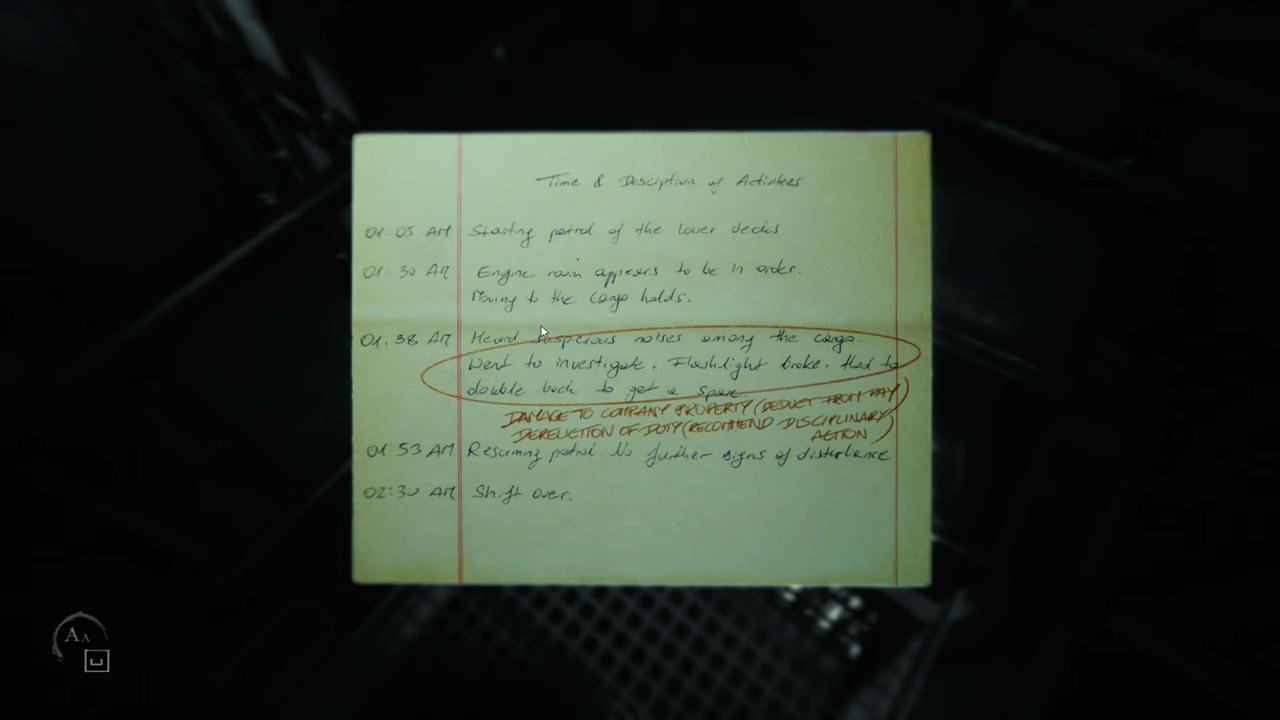 Time & Desciption of Activitees
01:05 AM Starting patrol of the lower decks
01:30 AM Engine room appears to be in order.
Moving to the cargo holds.
01:38 AM Heard suspicious noises among the cargo.
Went to investigate. Flashlight broke. Had to
double back to get a spare.
DAMAGE TO COMPANY PROPERTY (DEDUCT FROM PAY)
DERELICTION OF DUTY (RECOMMEND DISCIPLINARY
ACTION)
01:53 AM Resuming patrol. No further signs of disturbance
02:30 AM Shift over.
AA